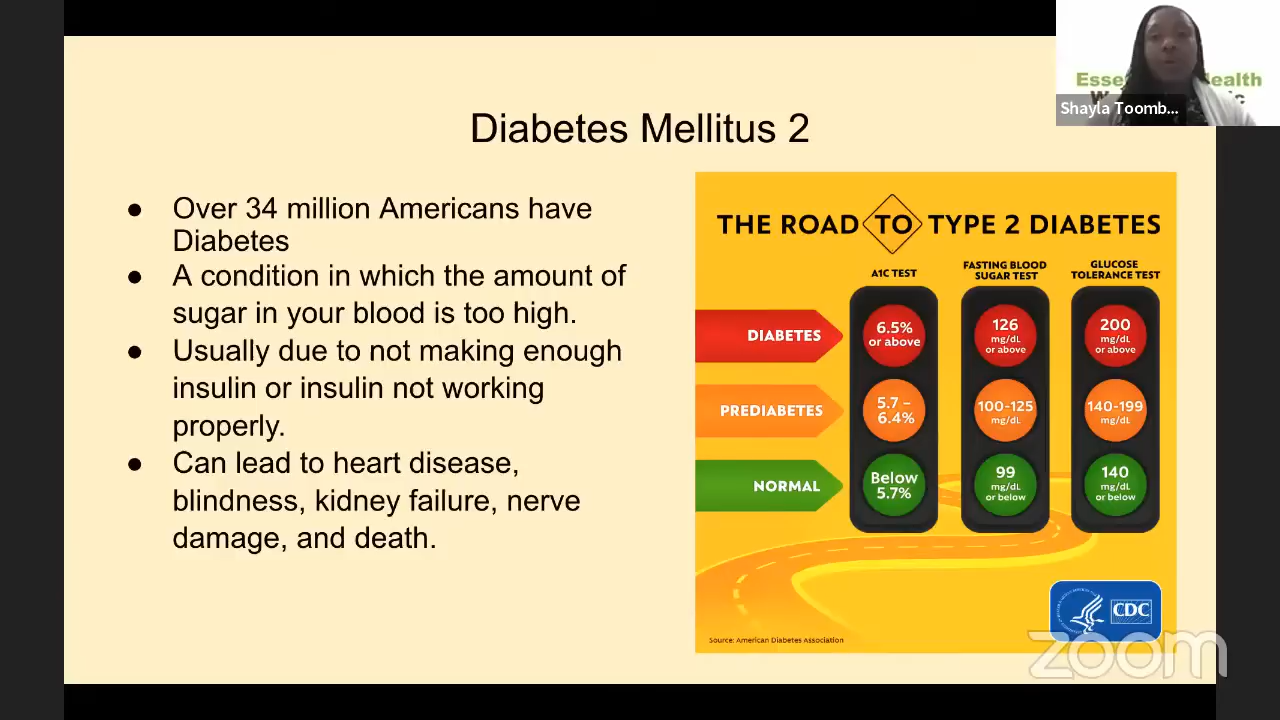 Diabetes Mellitus 2
● Over 34 million Americans have
Diabetes
● A condition in which the amount of
sugar in your blood is too high.
● Usually due to not making enough
insulin or insulin not working
properly.
● Can lead to heart disease,
blindness, kidney failure, nerve
damage, and death.
THE ROAD TO TYPE 2 DIABETES
A1C TEST
FASTING BLOOD
SUGAR TEST
GLUCOSE
TOLERANCE TEST
DIABETES
6.5%
or above
126
mg/dL
or above
200
mg/dL
or above
PREDIABETES
5.7 –
6.4%
100-125
mg/dL
140-199
mg/dL
NORMAL
Below
5.7%
99
mg/dL
or below
140
mg/dL
or below
CDC
Source: American Diabetes Association
zoom
Shayla Toomb...